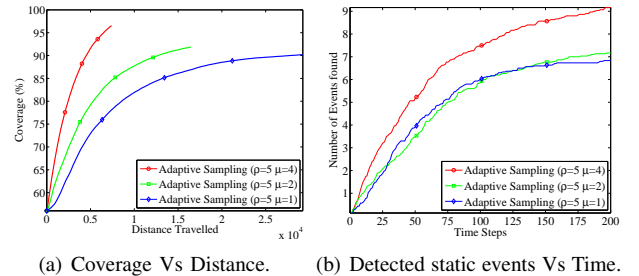 100
95
90
85
80
75
70
65
60
Coverage (%)
Adaptive Sampling (ρ=5 μ=4)
Adaptive Sampling (ρ=5 μ=2)
Adaptive Sampling (ρ=5 μ=1)
0 0.5 1 1.5 2 2.5
Distance Travelled
x 10⁴
(a) Coverage Vs Distance.
9
8
7
6
5
4
3
2
1
Number of Events found
Adaptive Sampling (ρ=5 μ=4)
Adaptive Sampling (ρ=5 μ=2)
Adaptive Sampling (ρ=5 μ=1)
0 25 50 75 100 125 150 175 200
Time Steps
(b) Detected static events Vs Time.